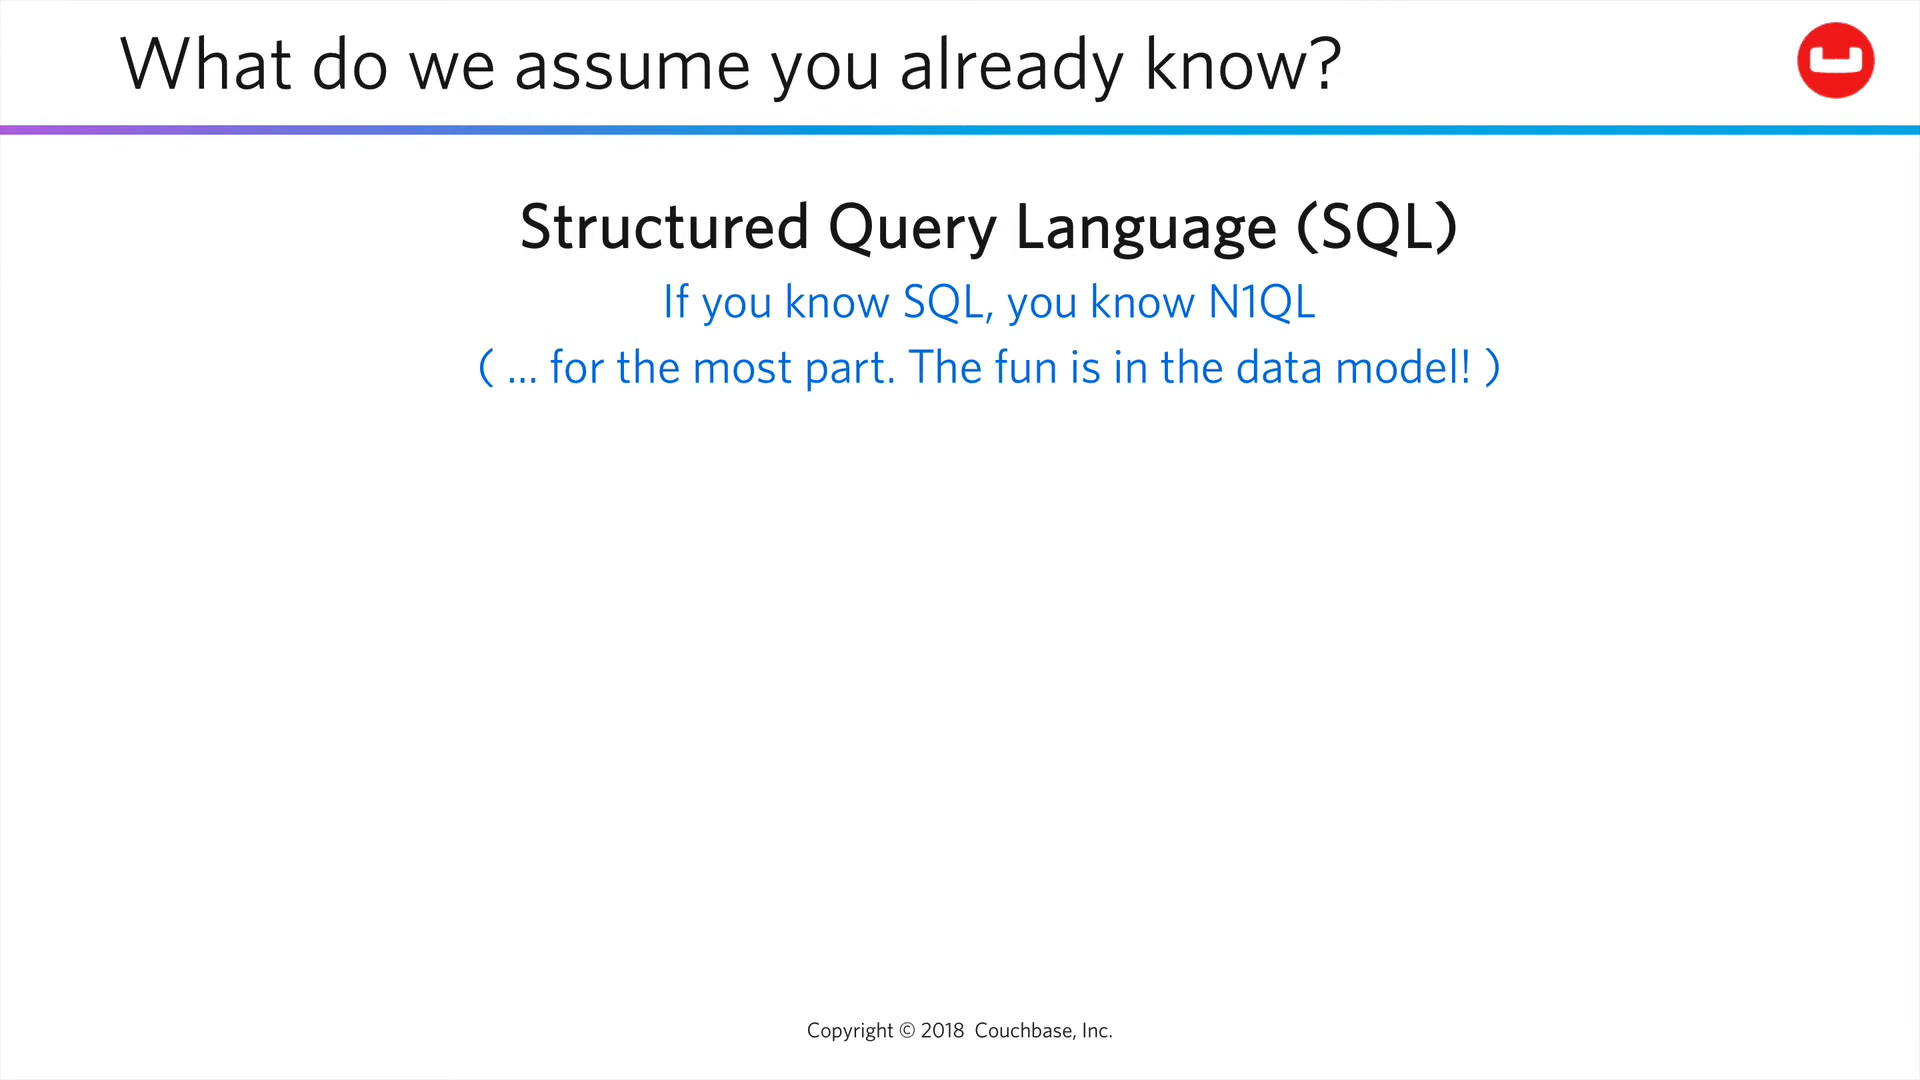 What do we assume you already know?
Structured Query Language (SQL)
If you know SQL, you know N1QL
( ... for the most part. The fun is in the data model! )
Copyright © 2018 Couchbase, Inc.